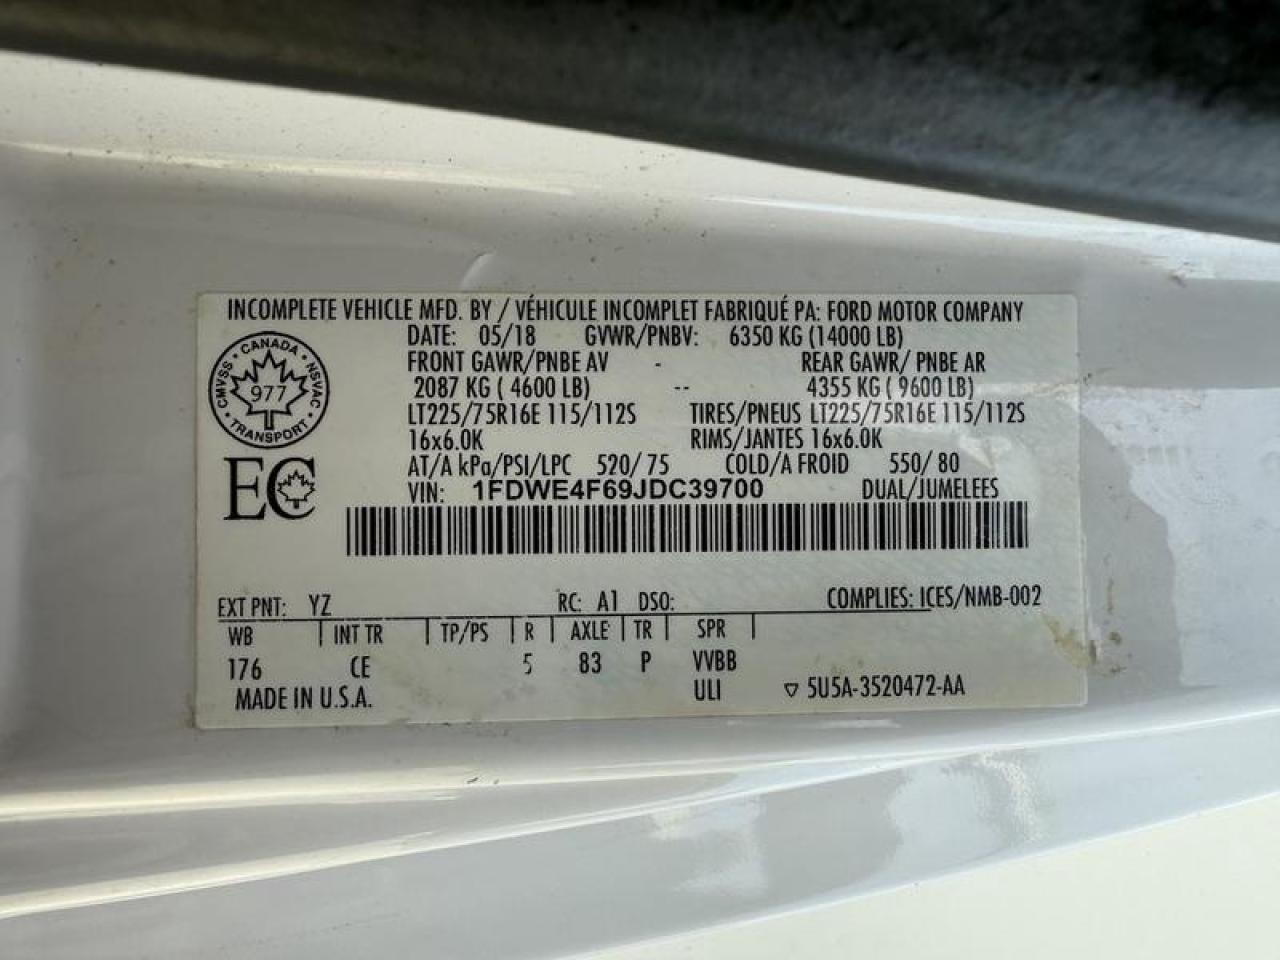 INCOMPLETE VEHICLE MFD. BY / VÉHICULE INCOMPLET FABRIQUÉ PA: FORD MOTOR COMPANY
DATE: 05/18 GVWR/PNBV: 6350 KG (14000 LB)
FRONT GAWR/PNBE AV - REAR GAWR/ PNBE AR
2087 KG ( 4600 LB) -- 4355 KG ( 9600 LB)
LT225/75R16E 115/112S TIRES/PNEUS LT225/75R16E 115/112S
16x6.0K RIMS/JANTES 16x6.0K
AT/A kPa/PSI/LPC 520/ 75 COLD/A FROID 550/ 80
VIN: 1FDWE4F69JDC39700 DUAL/JUMELEES
CMVSS • CANADA • NSVAC • TRANSPORT •
977
EC
EXT PNT: YZ RC: A1 DSO: COMPLIES: ICES/NMB-002
WB | INT TR | TP/PS | R | AXLE | TR | SPR |
176 CE 5 83 P VVBB
MADE IN U.S.A. ULI ▽ 5U5A-3520472-AA